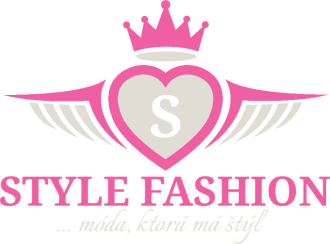 S
STYLE FASHION
... móda, ktorá má štýl